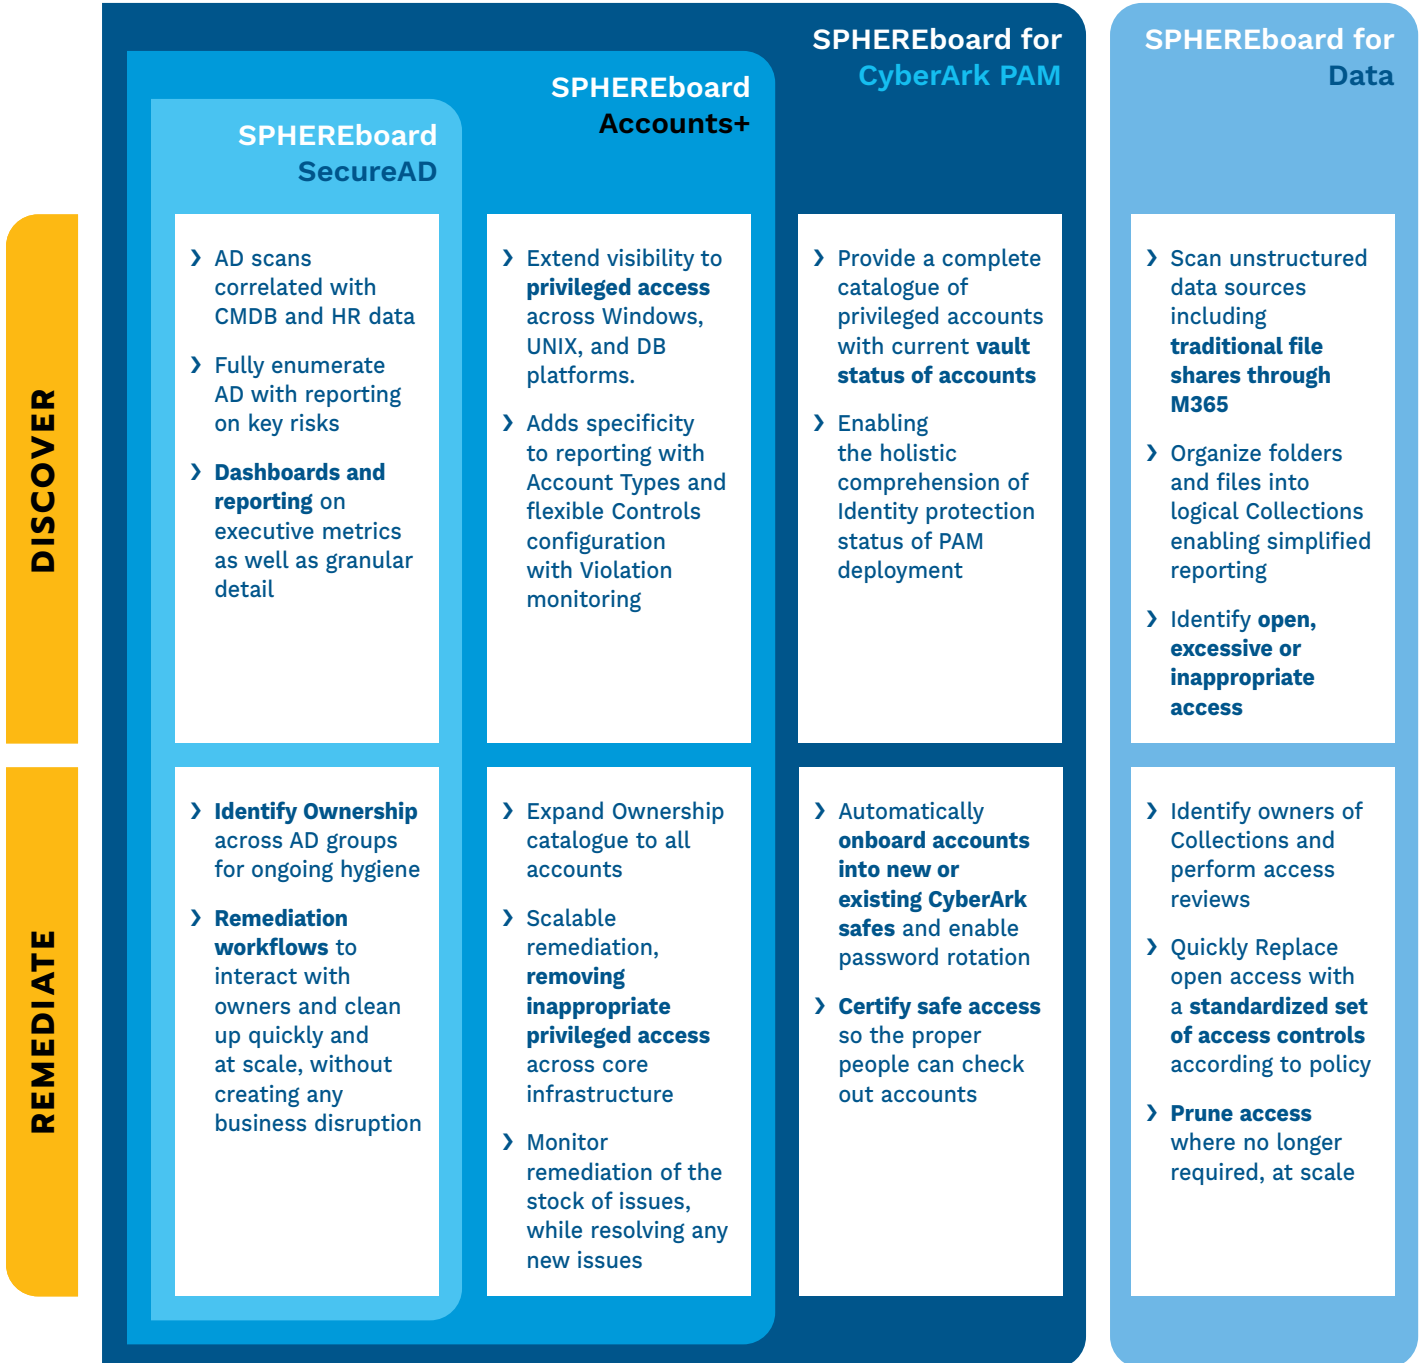 SPHEREboard
SecureAD
SPHEREboard
Accounts+
SPHEREboard for
CyberArk PAM
SPHEREboard for
Data
DISCOVER
❯ AD scans
correlated with
CMDB and HR data
❯ Fully enumerate
AD with reporting
on key risks
❯ Dashboards and
reporting on
executive metrics
as well as granular
detail
❯ Extend visibility to
privileged access
across Windows,
UNIX, and DB
platforms.
❯ Adds specificity
to reporting with
Account Types and
flexible Controls
configuration
with Violation
monitoring
❯ Provide a complete
catalogue of
privileged accounts
with current vault
status of accounts
❯ Enabling
the holistic
comprehension of
Identity protection
status of PAM
deployment
❯ Scan unstructured
data sources
including
traditional file
shares through
M365
❯ Organize folders
and files into
logical Collections
enabling simplified
reporting
❯ Identify open,
excessive or
inappropriate
access
REMEDIATE
❯ Identify Ownership
across AD groups
for ongoing hygiene
❯ Remediation
workflows to
interact with
owners and clean
up quickly and
at scale, without
creating any
business disruption
❯ Expand Ownership
catalogue to all
accounts
❯ Scalable
remediation,
removing
inappropriate
privileged access
across core
infrastructure
❯ Monitor
remediation of the
stock of issues,
while resolving any
new issues
❯ Automatically
onboard accounts
into new or
existing CyberArk
safes and enable
password rotation
❯ Certify safe access
so the proper
people can check
out accounts
❯ Identify owners of
Collections and
perform access
reviews
❯ Quickly Replace
open access with
a standardized set
of access controls
according to policy
❯ Prune access
where no longer
required, at scale